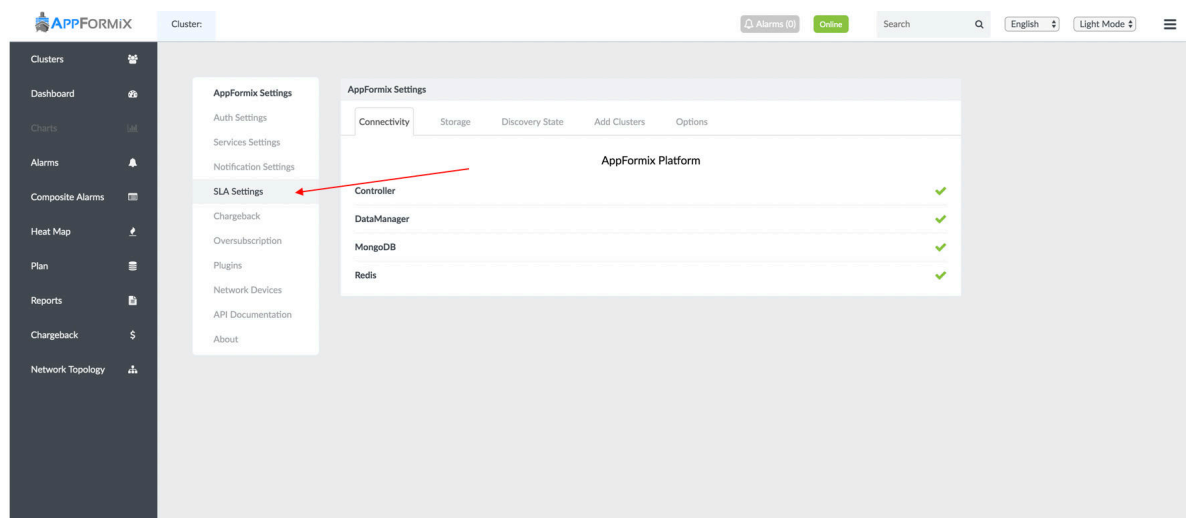 APPFORMIX
Cluster:
Alarms (0)
Online
Search
English
Light Mode
Clusters
Dashboard
Charts
Alarms
Composite Alarms
Heat Map
Plan
Reports
Chargeback
$
Network Topology
AppFormix Settings
Auth Settings
Services Settings
Notification Settings
SLA Settings
Chargeback
Oversubscription
Plugins
Network Devices
API Documentation
About
AppFormix Settings
Connectivity Storage Discovery State Add Clusters Options
AppFormix Platform
Controller
DataManager
MongoDB
Redis